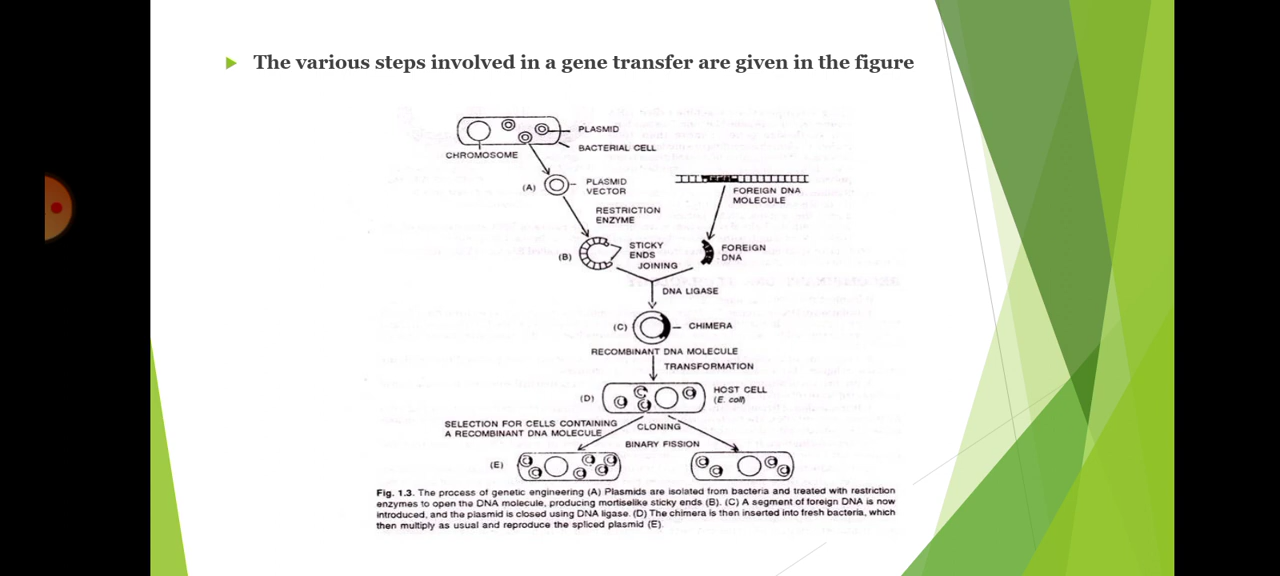 The various steps involved in a gene transfer are given in the figure
PLASMID
BACTERIAL CELL
CHROMOSOME
(A)
PLASMID
VECTOR
FOREIGN DNA
MOLECULE
RESTRICTION
ENZYME
(B)
STICKY
ENDS
JOINING
FOREIGN
DNA
DNA LIGASE
(C)
CHIMERA
RECOMBINANT DNA MOLECULE
TRANSFORMATION
(D)
HOST CELL
(E. coli)
SELECTION FOR CELLS CONTAINING
A RECOMBINANT DNA MOLECULE
CLONING
BINARY FISSION
(E)
Fig. 1.3. The process of genetic engineering (A) Plasmids are isolated from bacteria and treated with restriction
enzymes to open the DNA molecule, producing mortiselike sticky ends (B). (C) A segment of foreign DNA is now
introduced, and the plasmid is closed using DNA ligase. (D) The chimera is then inserted into fresh bacteria, which
then multiply as usual and reproduce the spliced plasmid (E).